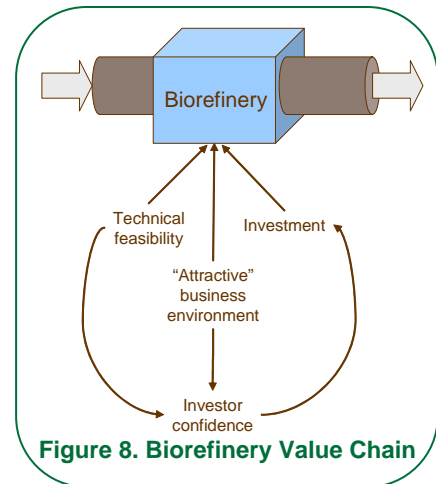 Biorefinery
Technical
feasibility
Investment
“Attractive”
business
environment
Investor
confidence
Figure 8. Biorefinery Value Chain